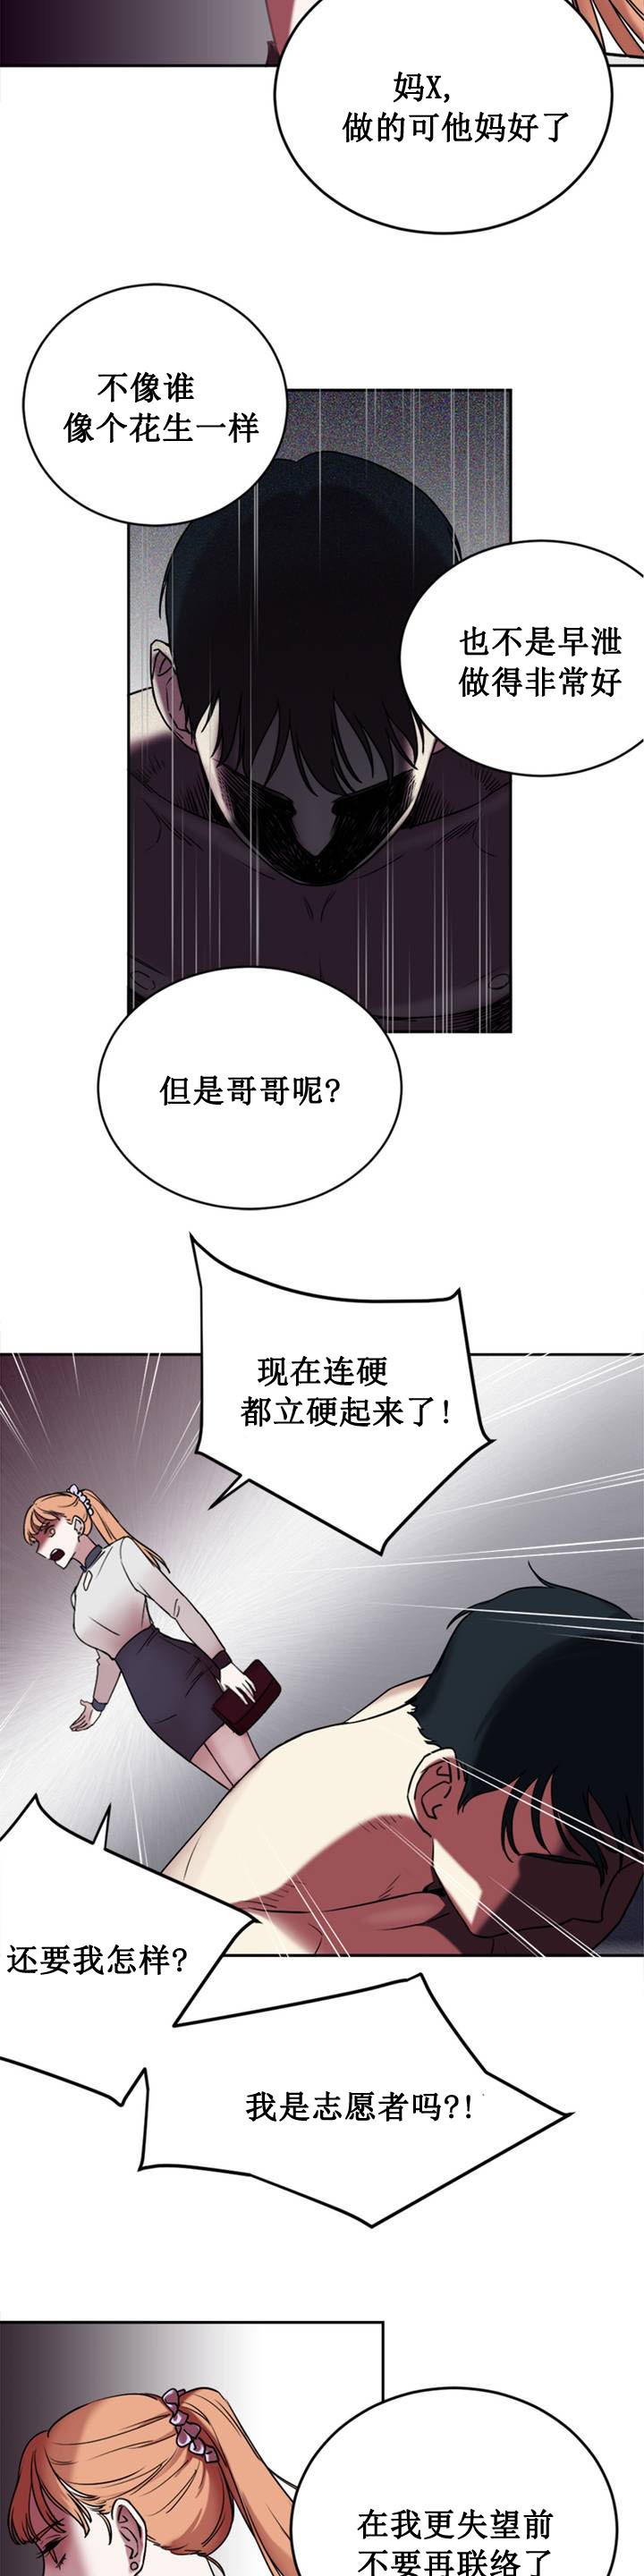 妈X,
做的可他妈好了
不像谁
像个花生一样
也不是早泄
做得非常好
但是哥哥呢?
现在连硬
都立硬起来了!
还要我怎样?
我是志愿者吗?!
在我更失望前
不要再联络了